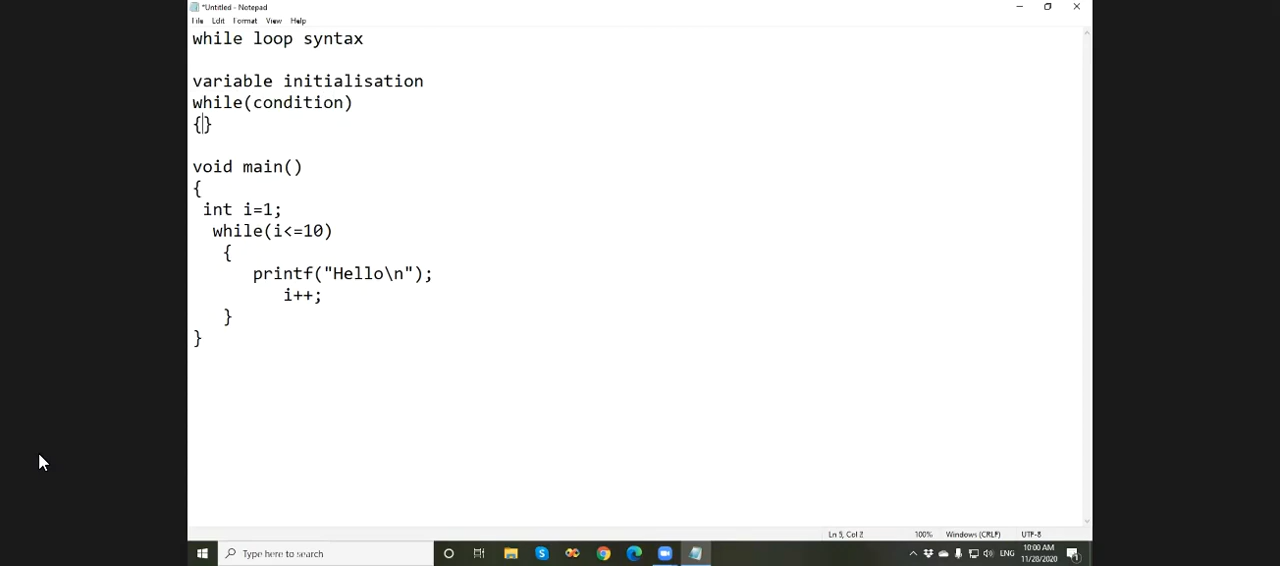 *Untitled - Notepad
File Edit Format View Help
while loop syntax
variable initialisation
while(condition)
{}
void main()
{
int i=1;
while(i<=10)
{
printf("Hello\n");
i++;
}
}
Ln 5, Col 2 100% Windows (CRLF) UTF-8
Type here to search
ENG
10:00 AM
11/28/2020
1